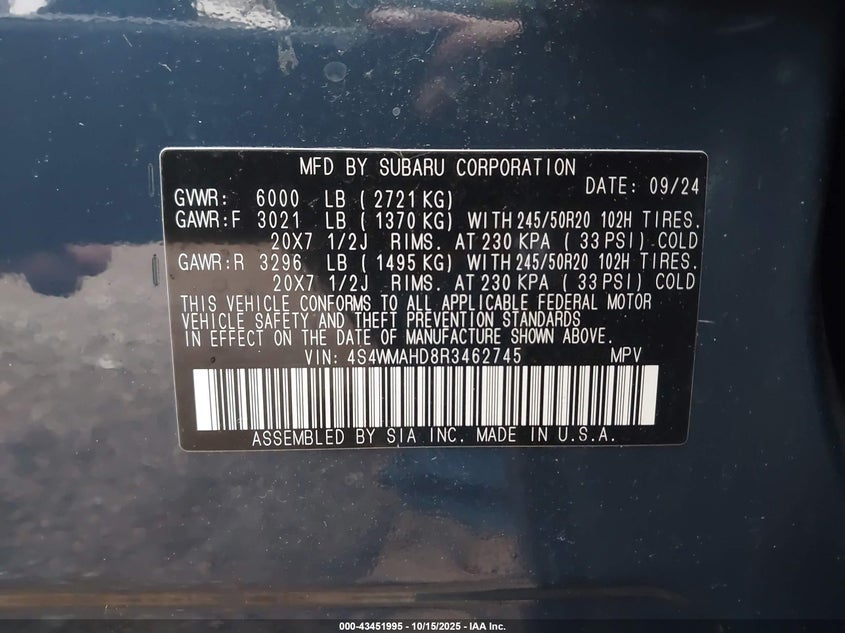 MFD BY SUBARU CORPORATION
DATE: 09/24
GVWR: 6000 LB ( 2721 KG)
GAWR:F 3021 LB ( 1370 KG) WITH 245/50R20 102H TIRES.
20X7 1/2J RIMS. AT 230 KPA ( 33 PSI) COLD
GAWR:R 3296 LB ( 1495 KG) WITH 245/50R20 102H TIRES.
20X7 1/2J RIMS. AT 230 KPA ( 33 PSI) COLD
THIS VEHICLE CONFORMS TO ALL APPLICABLE FEDERAL MOTOR
VEHICLE SAFETY AND THEFT PREVENTION STANDARDS
IN EFFECT ON THE DATE OF MANUFACTURE SHOWN ABOVE.
VIN: 4S4WMAHD8R3462745 MPV
ASSEMBLED BY SIA INC. MADE IN U.S.A.
000-43451995 - 10/15/2025 - IAA Inc.